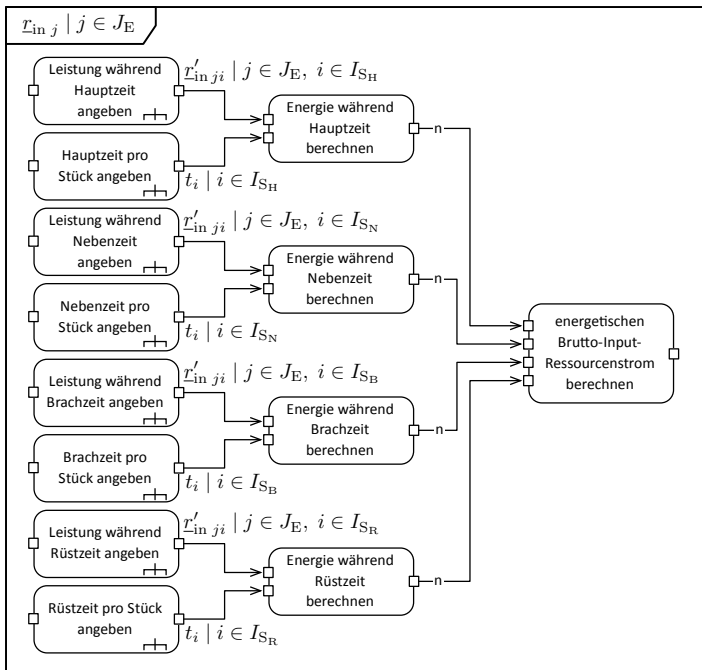 r_in j | j ∈ J_E
Leistung während
Hauptzeit
angeben
r′_in ji | j ∈ J_E, i ∈ I_S_H
Hauptzeit pro
Stück angeben
t_i | i ∈ I_S_H
Energie während
Hauptzeit
berechnen
n
Leistung während
Nebenzeit
angeben
r′_in ji | j ∈ J_E, i ∈ I_S_N
Nebenzeit pro
Stück angeben
t_i | i ∈ I_S_N
Energie während
Nebenzeit
berechnen
n
Leistung während
Brachzeit angeben
r′_in ji | j ∈ J_E, i ∈ I_S_B
Brachzeit pro
Stück angeben
t_i | i ∈ I_S_B
Energie während
Brachzeit
berechnen
n
Leistung während
Rüstzeit angeben
r′_in ji | j ∈ J_E, i ∈ I_S_R
Rüstzeit pro Stück
angeben
t_i | i ∈ I_S_R
Energie während
Rüstzeit
berechnen
n
energetischen
Brutto-Input-
Ressourcenstrom
berechnen